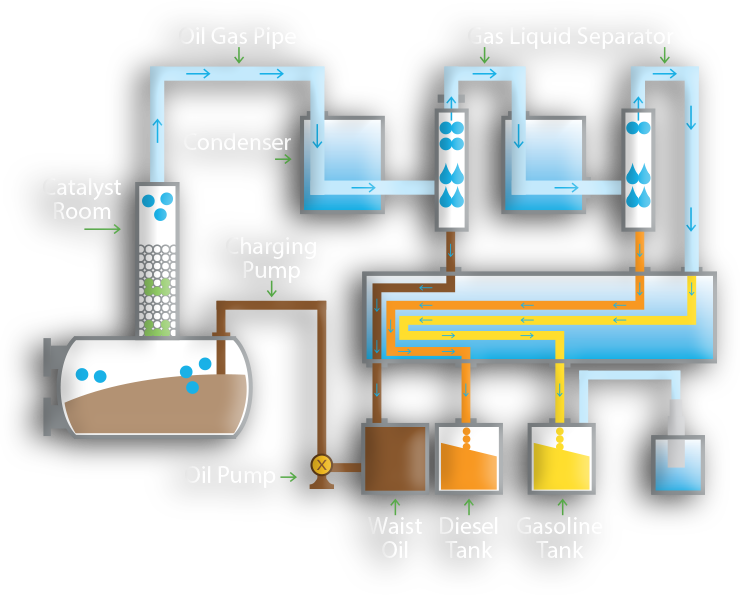 Oil Gas Pipe
Gas Liquid Separator
Condenser
Catalyst
Room
Charging
Pump
Oil Pump
X
Waist
Oil
Diesel
Tank
Gasoline
Tank